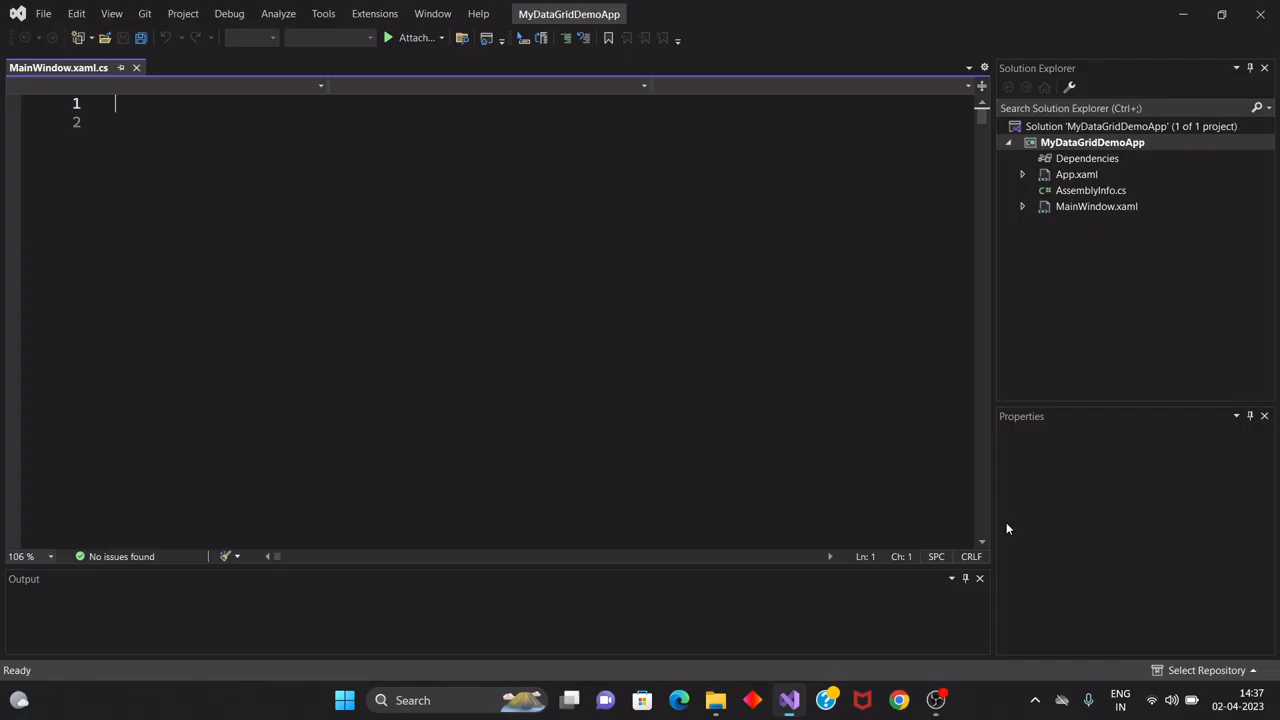 File Edit View Git Project Debug Analyze Tools Extensions Window Help MyDataGridDemoApp
Attach...
MainWindow.xaml.cs
1
2
106 % No issues found Ln: 1 Ch: 1 SPC CRLF
Output
Solution Explorer
Search Solution Explorer (Ctrl+;)
Solution 'MyDataGridDemoApp' (1 of 1 project)
MyDataGridDemoApp
Dependencies
App.xaml
C# AssemblyInfo.cs
MainWindow.xaml
Properties
Ready Select Repository
Search
?
ENG
IN
14:37
02-04-2023